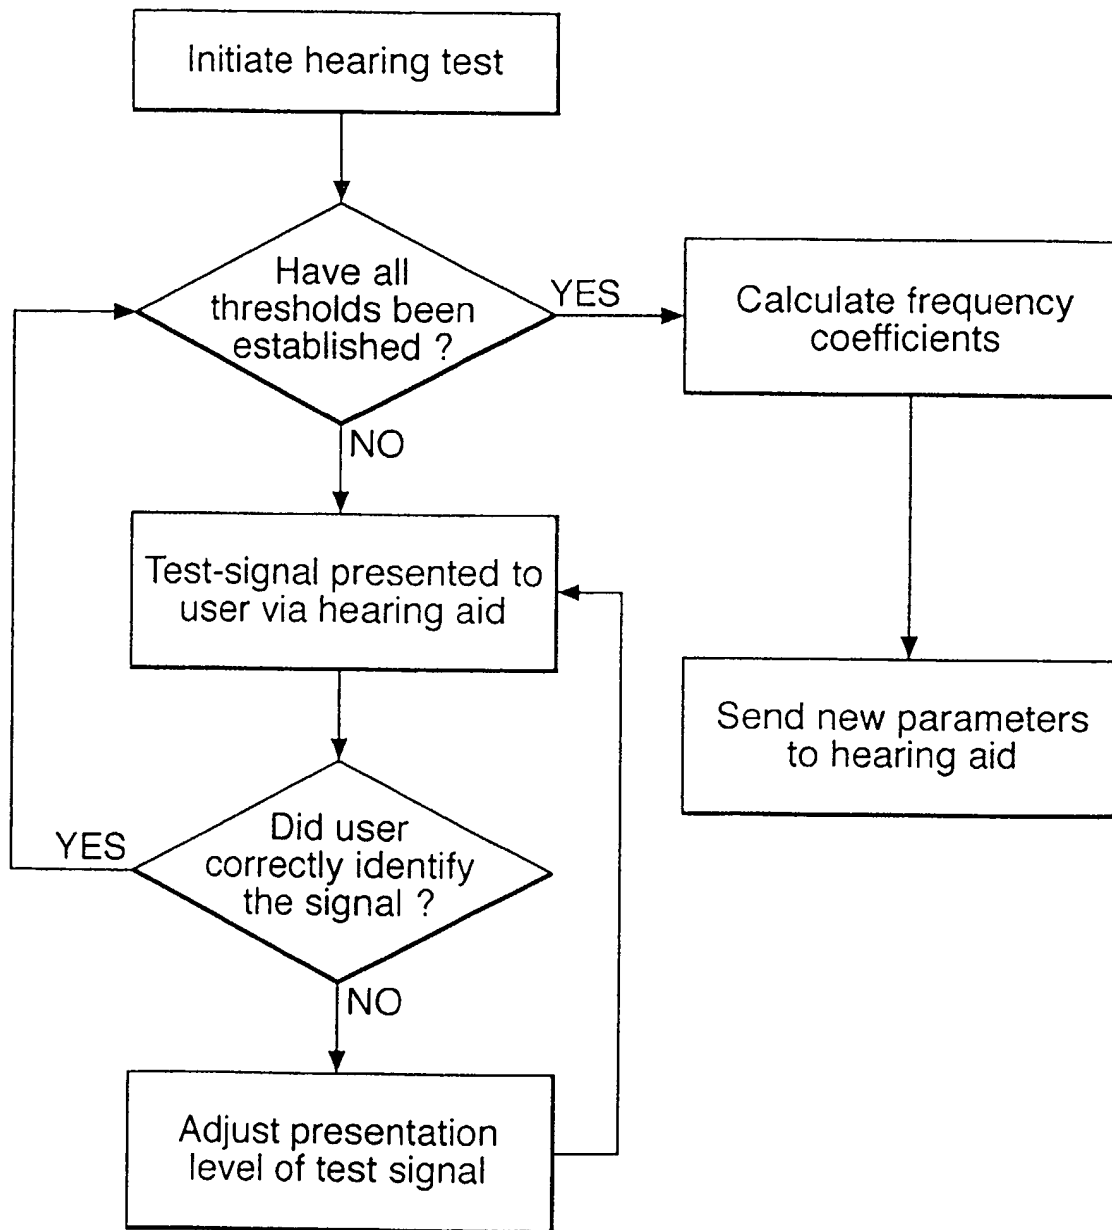 Initiate hearing test
Have all
thresholds been
established ?
YES
Calculate frequency
coefficients
NO
Test-signal presented to
user via hearing aid
Send new parameters
to hearing aid
YES
Did user
correctly identify
the signal ?
NO
Adjust presentation
level of test signal